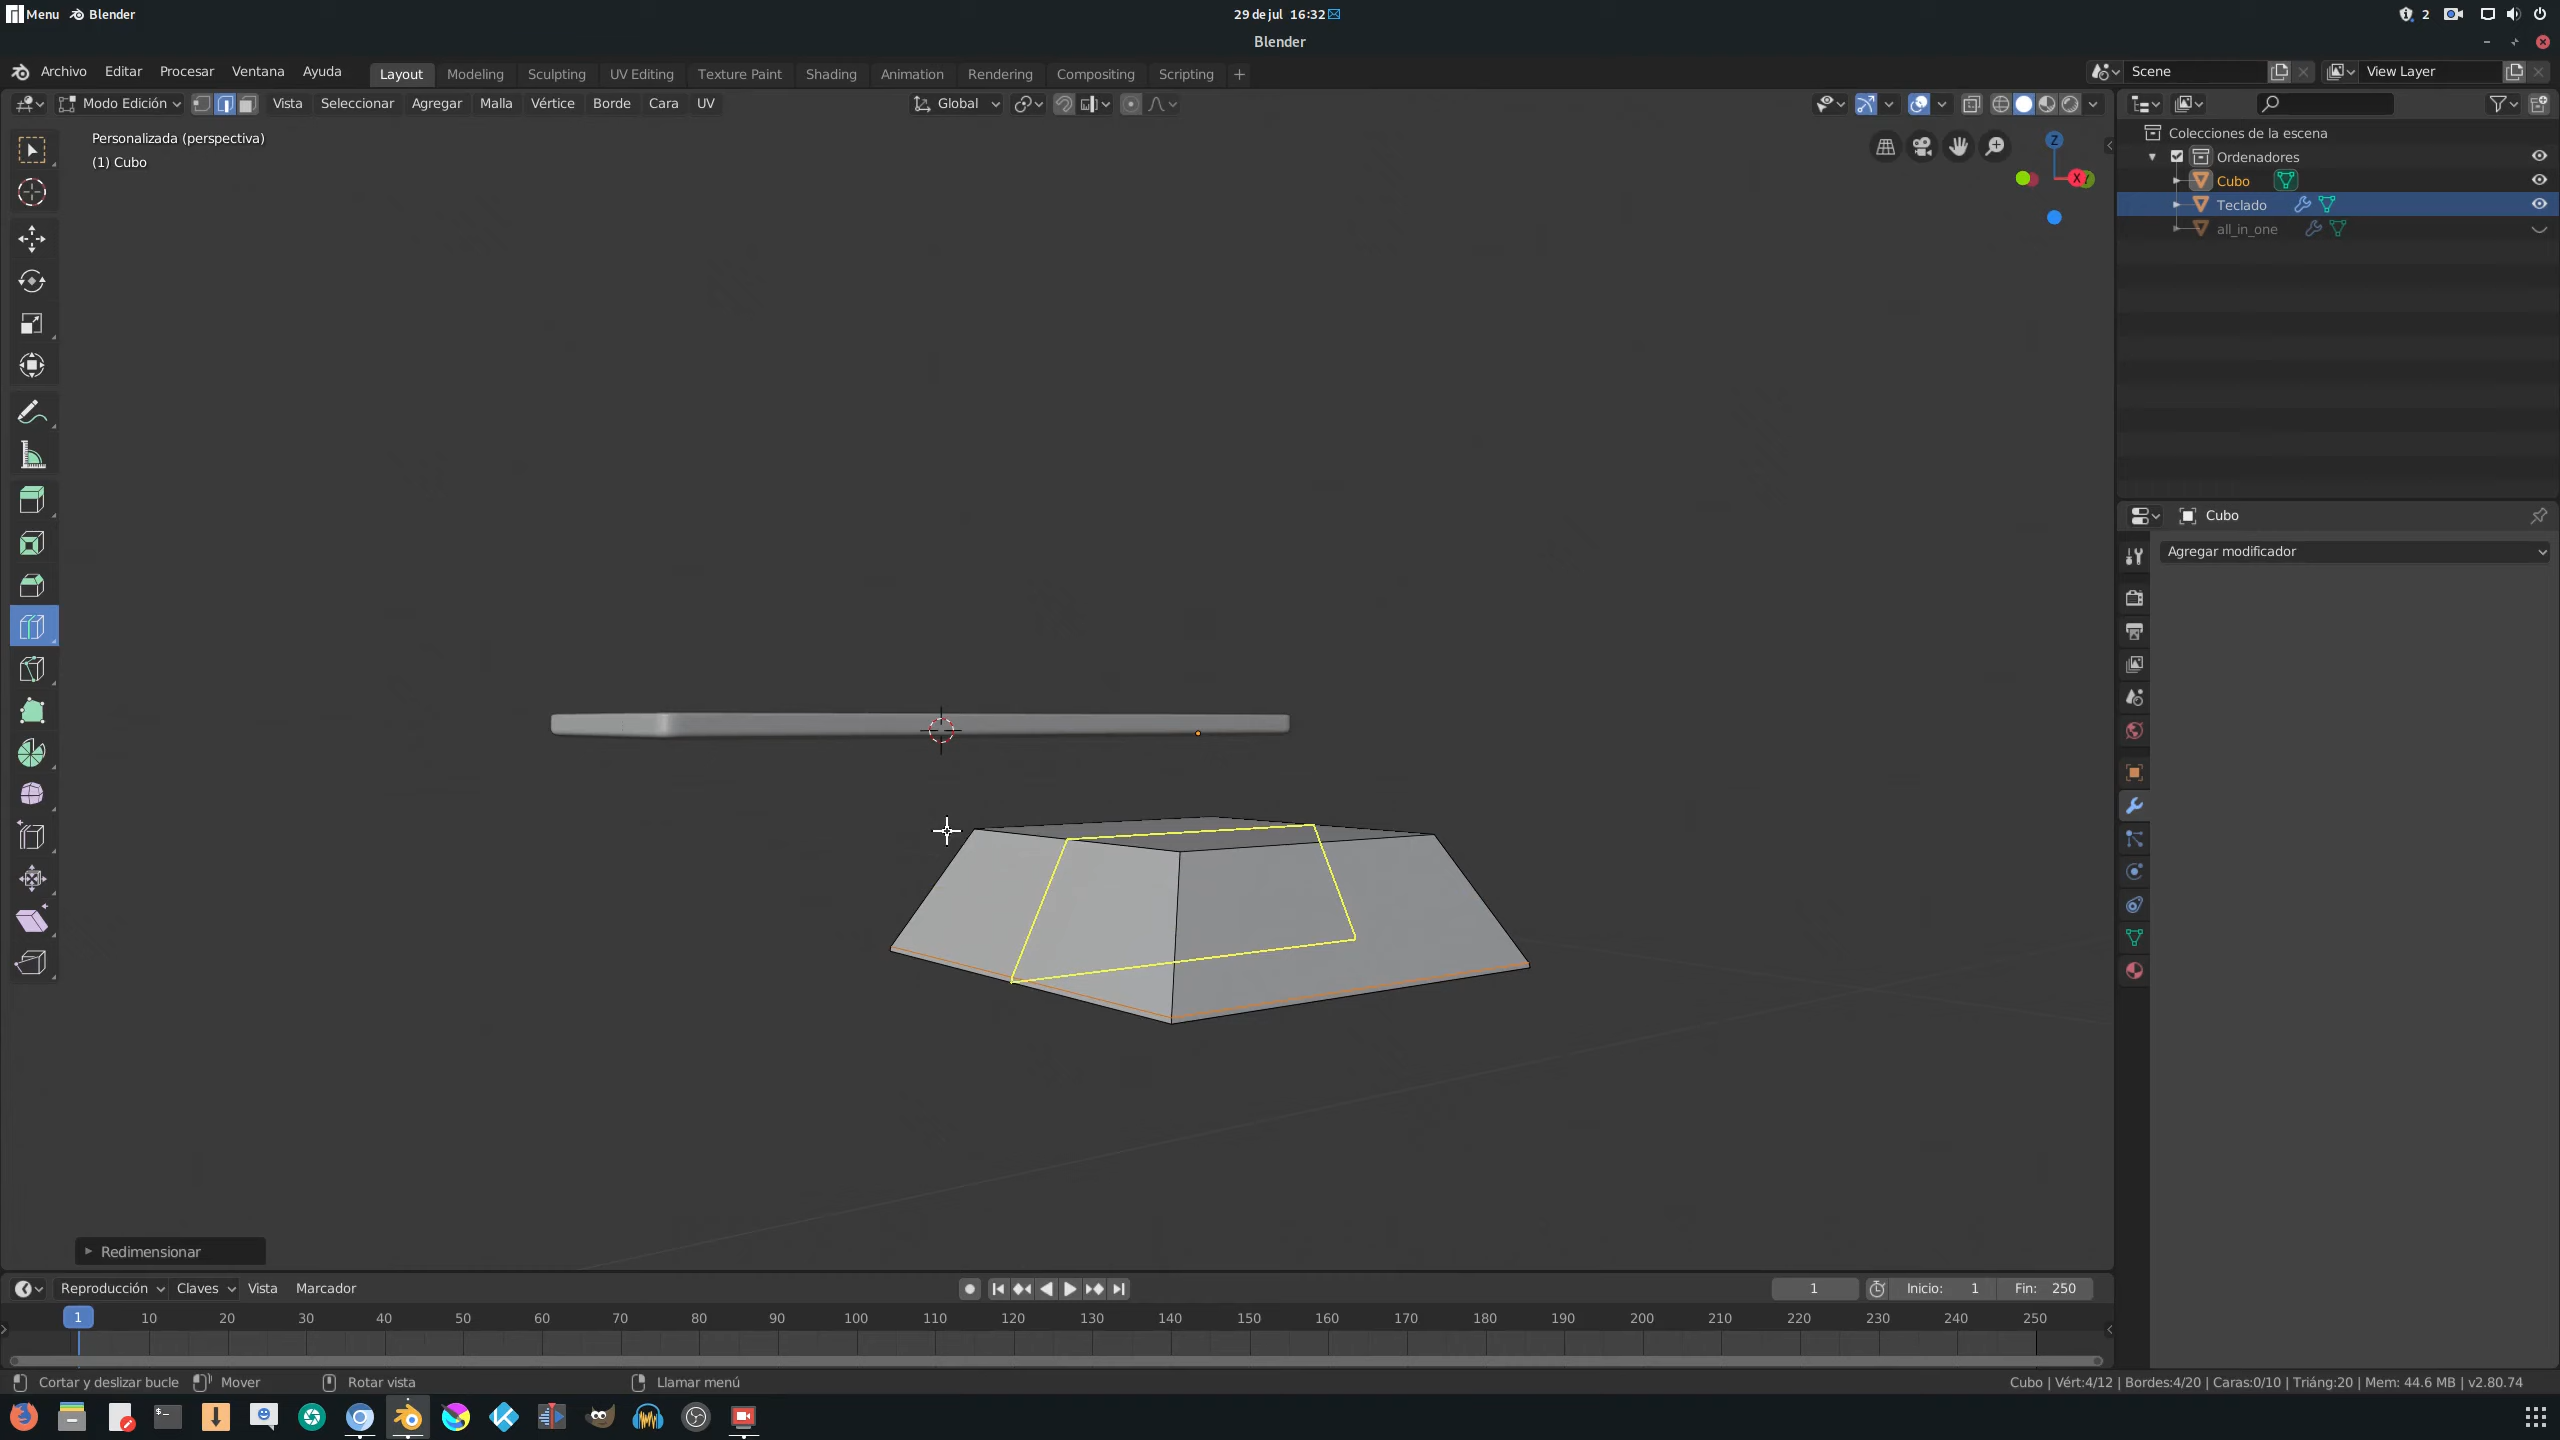 Menu Blender 29 de jul 16:32 2
Blender
Archivo Editar Procesar Ventana Ayuda Layout Modeling Sculpting UV Editing Texture Paint Shading Animation Rendering Compositing Scripting + Scene View Layer
Modo Edición Vista Seleccionar Agregar Malla Vértice Borde Cara UV Global
Personalizada (perspectiva)
(1) Cubo
Z
X Y
Colecciones de la escena
Ordenadores
Cubo
Teclado
all_in_one
Cubo
Agregar modificador
Redimensionar
Reproducción Claves Vista Marcador 1 Inicio: 1 Fin: 250
1 10 20 30 40 50 60 70 80 90 100 110 120 130 140 150 160 170 180 190 200 210 220 230 240 250
Cortar y deslizar bucle Mover Rotar vista Llamar menú Cubo | Vért:4/12 | Bordes:4/20 | Caras:0/10 | Triáng:20 | Mem: 44.6 MB | v2.80.74